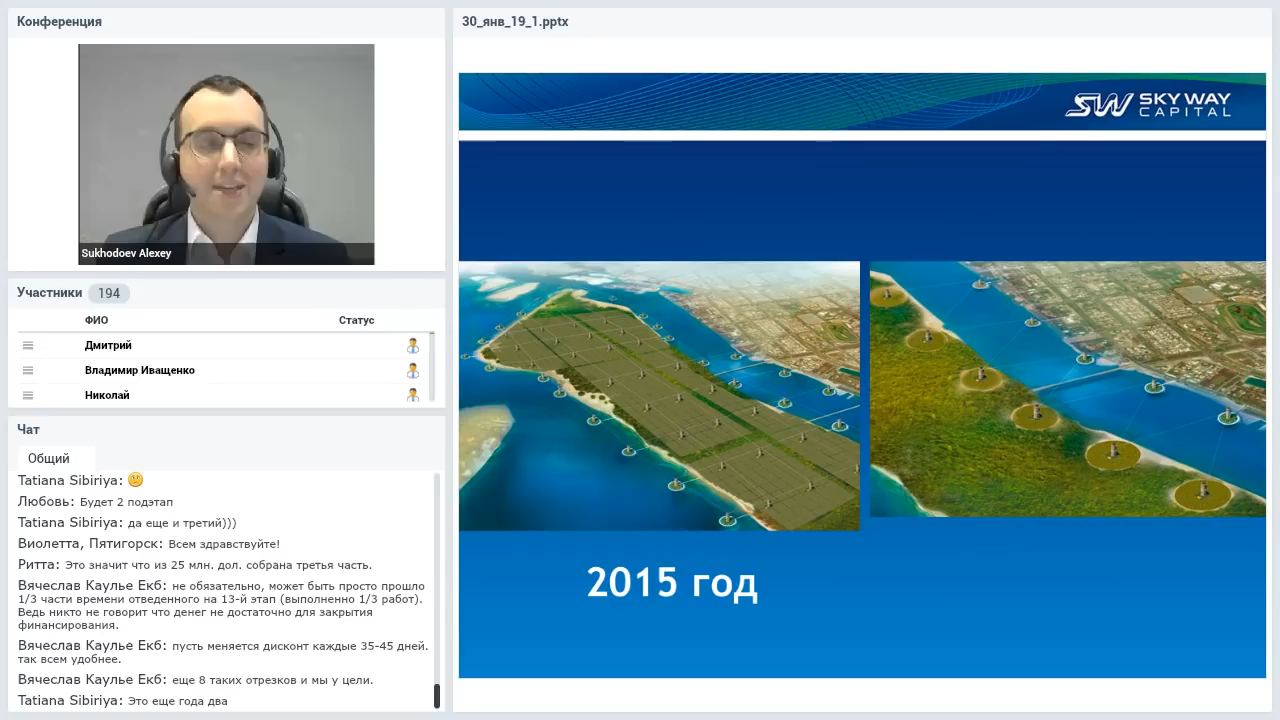 Конференция
Sukhodoev Alexey
Участники 194
ФИО Статус
Дмитрий
Владимир Иващенко
Николай
Чат
Общий
Tatiana Sibiriya:
Любовь: Будет 2 подэтап
Tatiana Sibiriya: да еще и третий)))
Виолетта, Пятигорск: Всем здравствуйте!
Ритта: Это значит что из 25 млн. дол. собрана третья часть.
Вячеслав Каулье Екб: не обязательно, может быть просто прошло
1/3 части времени отведенного на 13-й этап (выполненно 1/3 работ).
Ведь никто не говорит что денег не достаточно для закрытия
финансирования.
Вячеслав Каулье Екб: пусть меняется дисконт каждые 35-45 дней.
так всем удобнее.
Вячеслав Каулье Екб: еще 8 таких отрезков и мы у цели.
Tatiana Sibiriya: Это еще года два
30_янв_19_1.pptx
SW SKY WAY
CAPITAL
2015 год